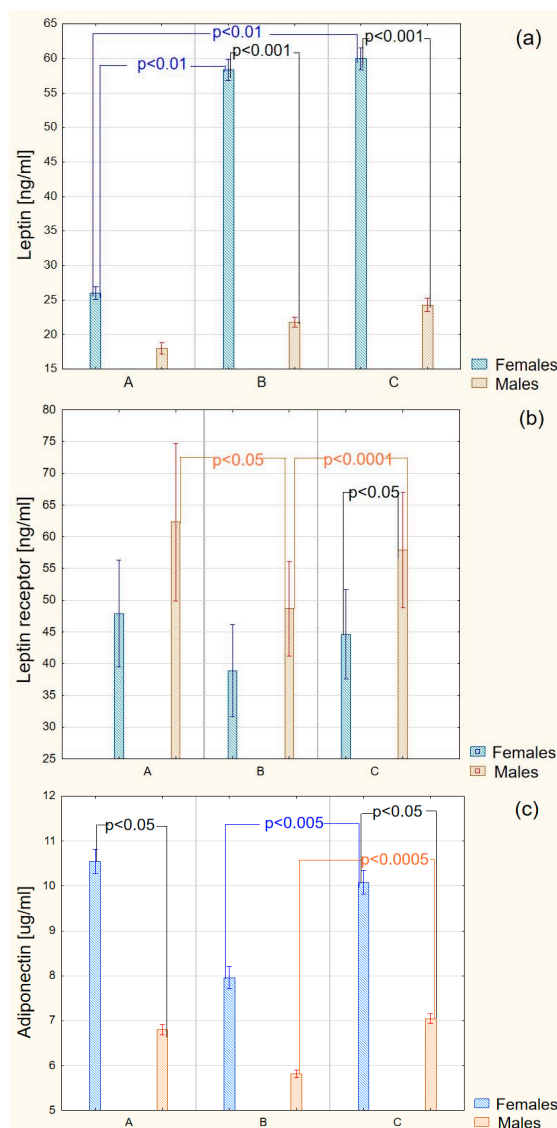 (a)
Leptin [ng/ml]
65
60
55
50
45
40
35
30
25
20
15
p<0.01
p<0.01
p<0.001
p<0.001
A B C
Females
Males
(b)
Leptin receptor [ng/ml]
80
75
70
65
60
55
50
45
40
35
30
25
p<0.05
p<0.0001
p<0.05
A B C
Females
Males
(c)
Adiponectin [ug/ml]
12
11
10
9
8
7
6
5
p<0.05
p<0.005
p<0.05
p<0.0005
A B C
Females
Males